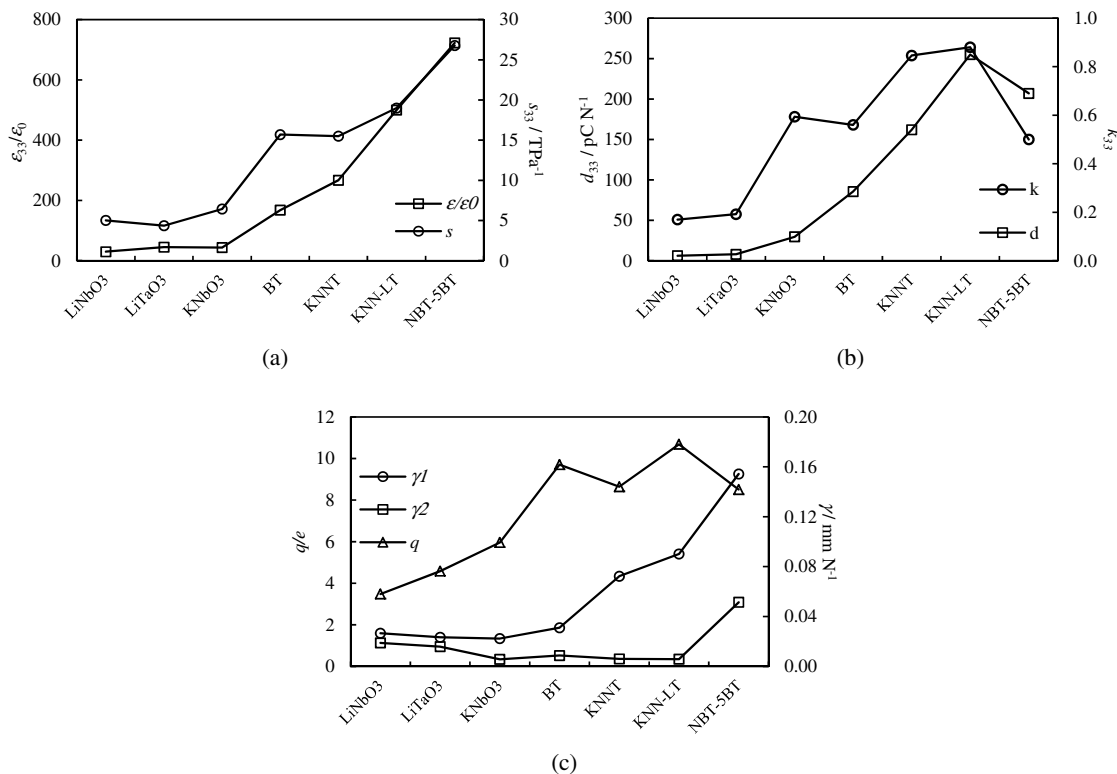 800
600
400
200
0
ε33/ε0
30
25
20
15
10
5
0
s33 / TPa-1
ε/ε0
s
LiNbO3
LiTaO3
KNbO3
BT
KNNT
KNN-LT
NBT-5BT
(a)
300
250
200
150
100
50
0
d33 / pC N-1
1.0
0.8
0.6
0.4
0.2
0.0
k33
k
d
LiNbO3
LiTaO3
KNbO3
BT
KNNT
KNN-LT
NBT-5BT
(b)
12
10
8
6
4
2
0
q/e
0.20
0.16
0.12
0.08
0.04
0.00
γ/ mm N-1
γ1
γ2
q
LiNbO3
LiTaO3
KNbO3
BT
KNNT
KNN-LT
NBT-5BT
(c)